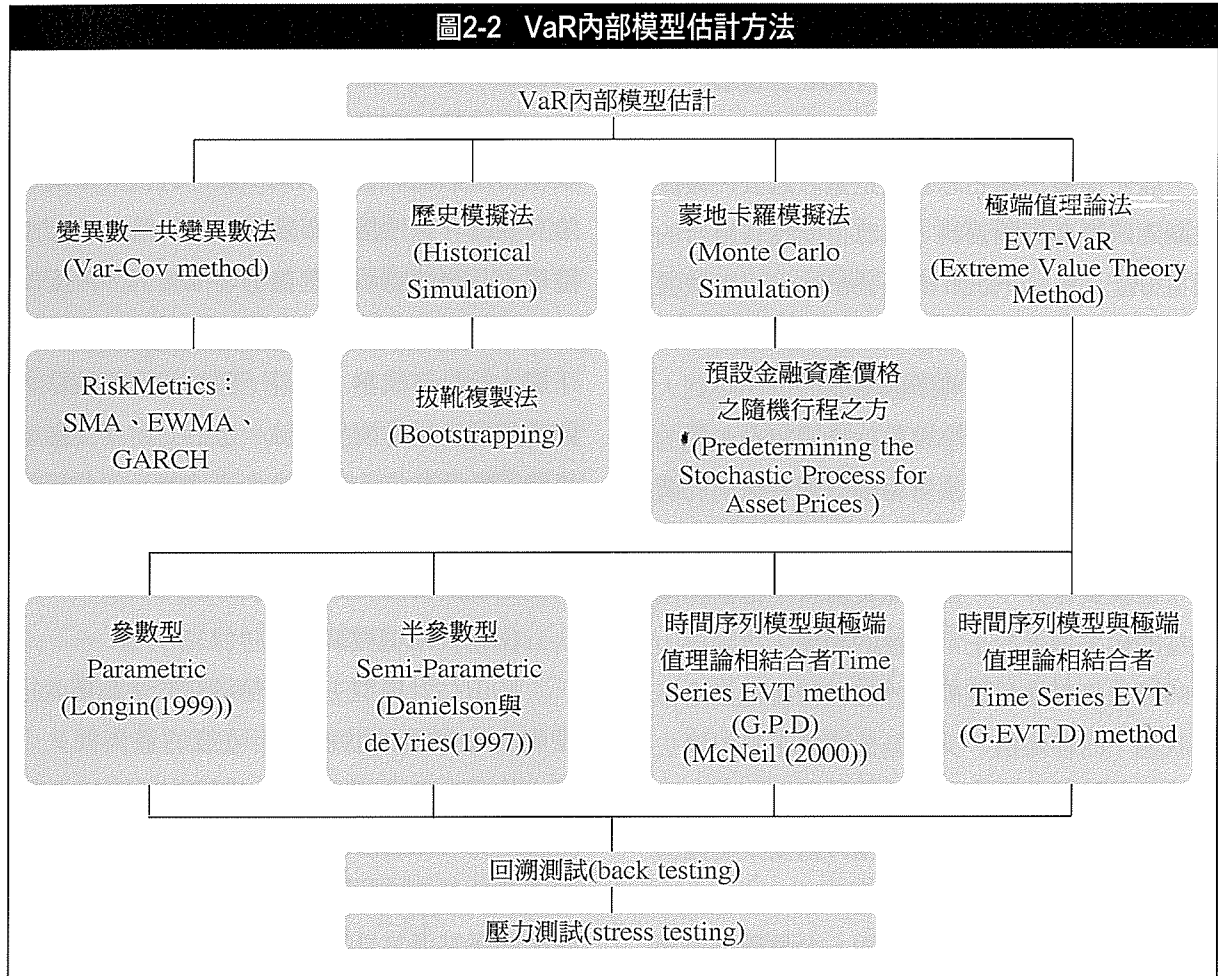 圖2-2 VaR內部模型估計方法
VaR內部模型估計
變異數—共變異數法
(Var-Cov method)
歷史模擬法
(Historical
Simulation)
蒙地卡羅模擬法
(Monte Carlo
Simulation)
極端值理論法
EVT-VaR
(Extreme Value Theory
Method)
RiskMetrics：
SMA、EWMA、
GARCH
拔靴複製法
(Bootstrapping)
預設金融資產價格
之隨機行程之方
(Predetermining the
Stochastic Process for
Asset Prices )
參數型
Parametric
(Longin(1999))
半參數型
Semi-Parametric
(Danielson與
deVries(1997))
時間序列模型與極端
值理論相結合者Time
Series EVT method
(G.P.D)
(McNeil (2000))
時間序列模型與極端
值理論相結合者
Time Series EVT
(G.EVT.D) method
回溯測試(back testing)
壓力測試(stress testing)